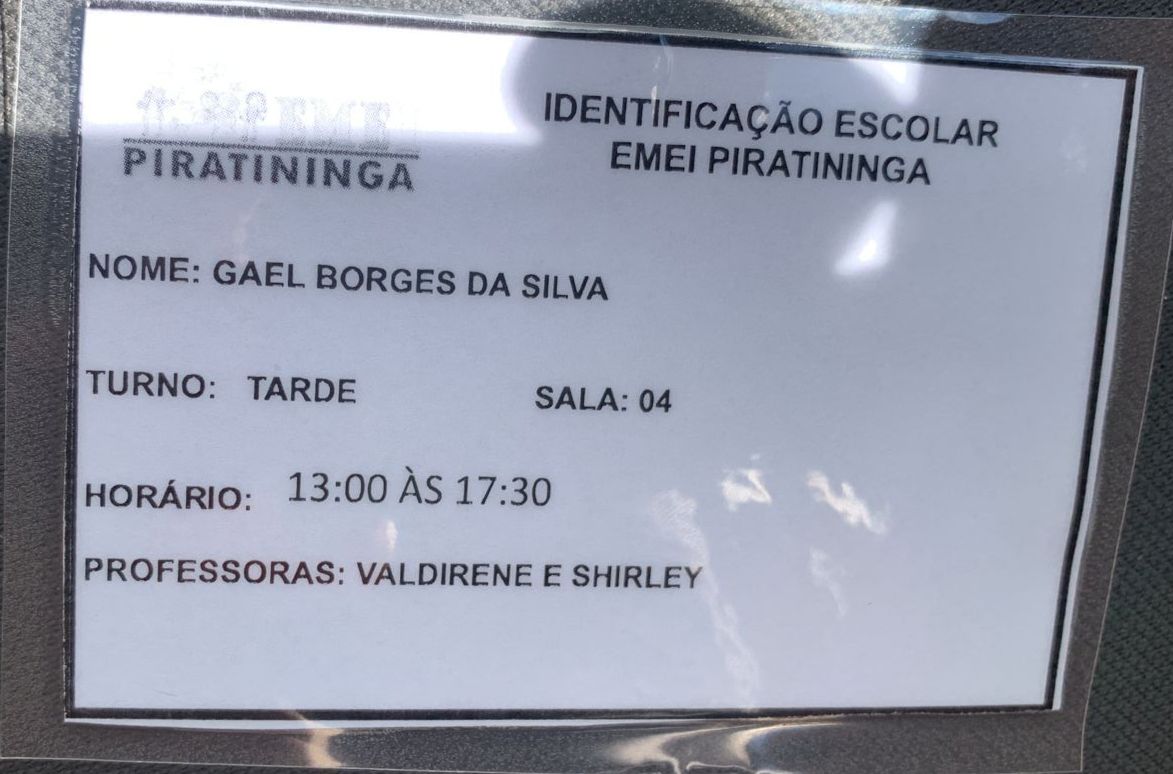 EMEI
PIRATININGA
IDENTIFICAÇÃO ESCOLAR
EMEI PIRATININGA
NOME: GAEL BORGES DA SILVA
TURNO: TARDE SALA: 04
HORÁRIO: 13:00 ÀS 17:30
PROFESSORAS: VALDIRENE E SHIRLEY